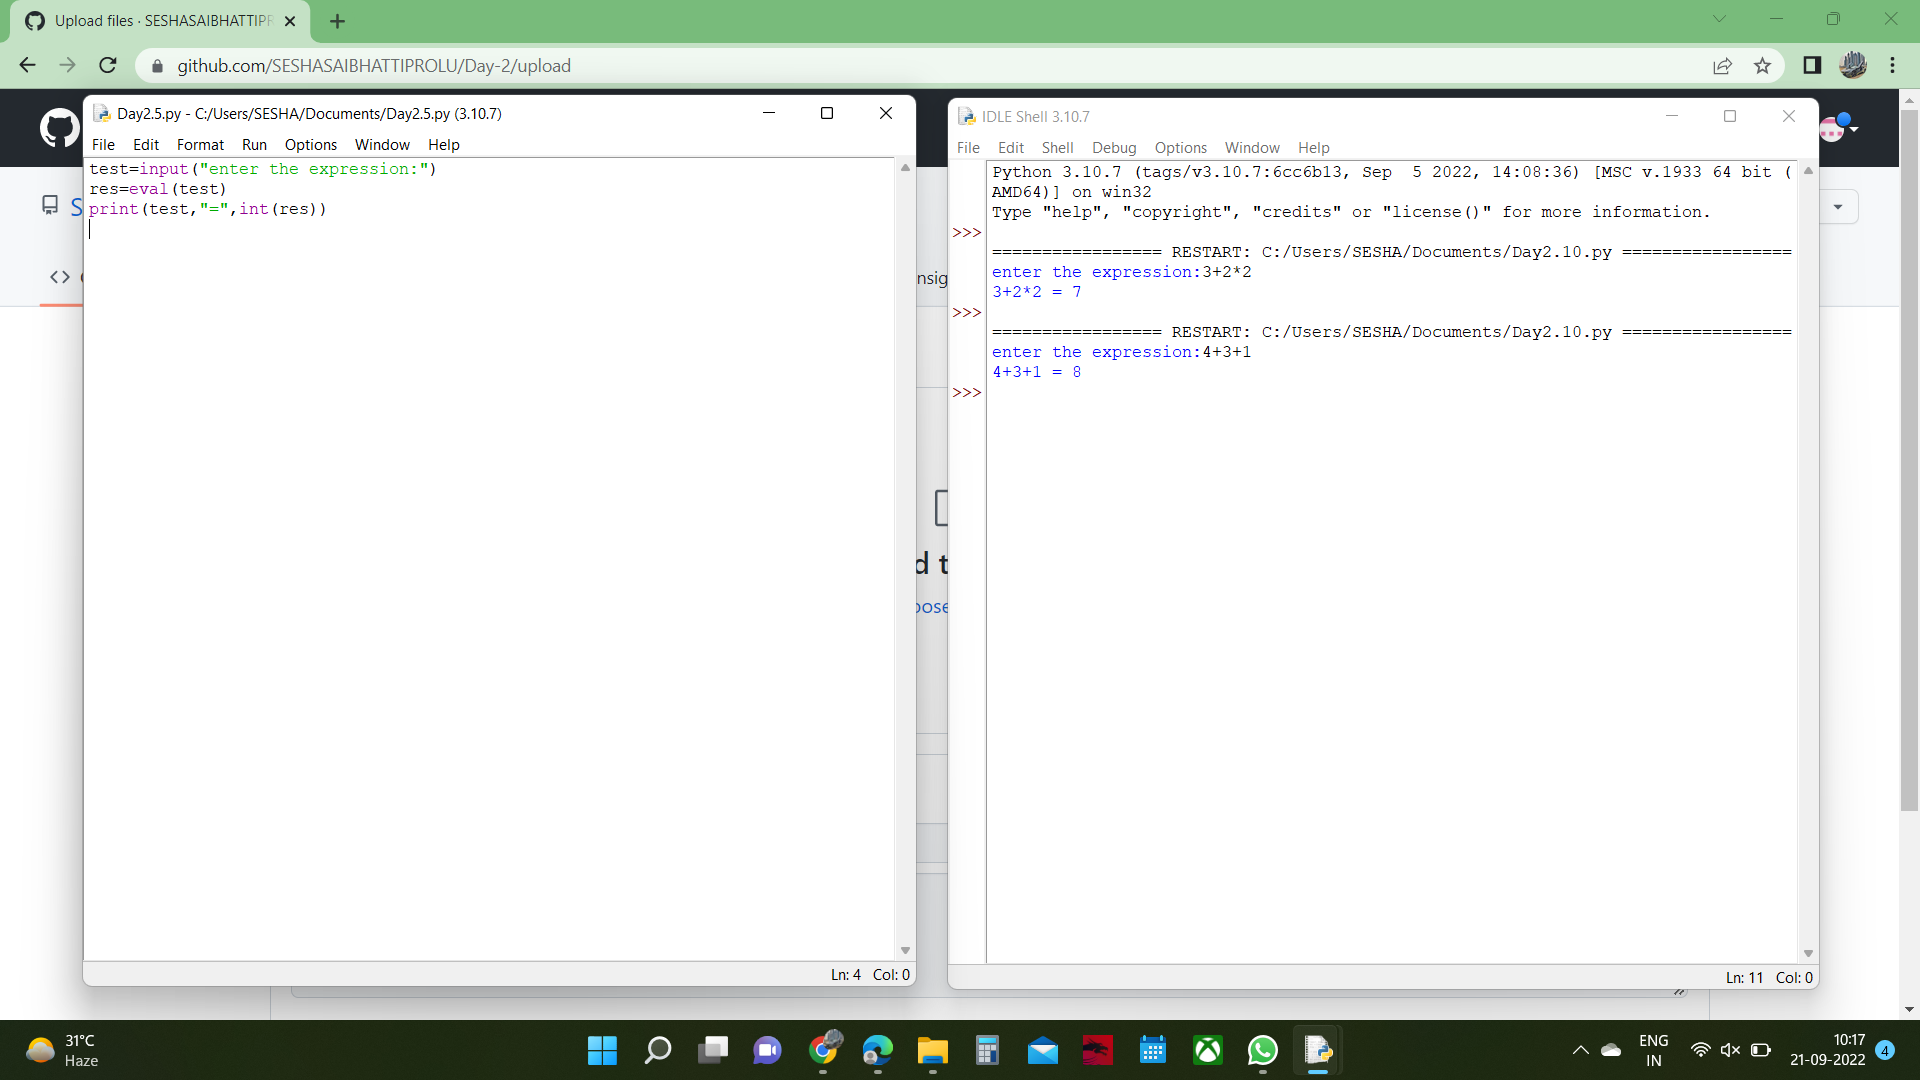 Upload files · SESHASAIBHATTIPR
github.com/SESHASAIBHATTIPROLU/Day-2/upload
Day2.5.py - C:/Users/SESHA/Documents/Day2.5.py (3.10.7)
File Edit Format Run Options Window Help
test=input("enter the expression:")
res=eval(test)
print(test,"=",int(res))
Ln: 4 Col: 0
IDLE Shell 3.10.7
File Edit Shell Debug Options Window Help
Python 3.10.7 (tags/v3.10.7:6cc6b13, Sep  5 2022, 14:08:36) [MSC v.1933 64 bit (
AMD64)] on win32
Type "help", "copyright", "credits" or "license()" for more information.
>>>
================= RESTART: C:/Users/SESHA/Documents/Day2.10.py =================
enter the expression:3+2*2
3+2*2 = 7
>>>
================= RESTART: C:/Users/SESHA/Documents/Day2.10.py =================
enter the expression:4+3+1
4+3+1 = 8
>>>
Ln: 11 Col: 0
S
nsig
d t
oose
31°C
Haze
ENG
IN
10:17
21-09-2022
4